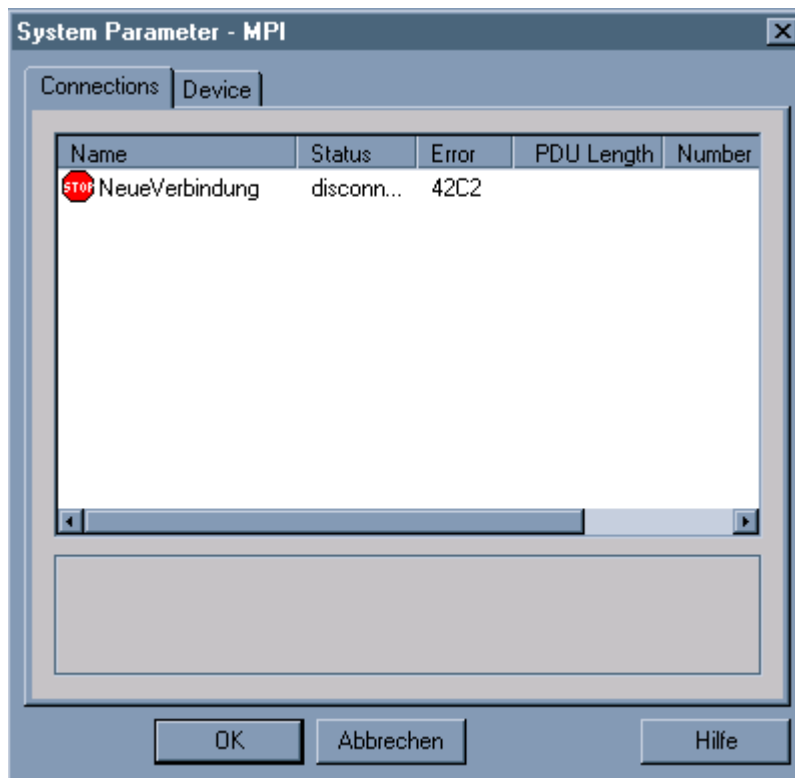 System Parameter - MPI
Connections Device
Name Status Error PDU Length Number
STOP NeueVerbindung disconn... 42C2
OK Abbrechen Hilfe